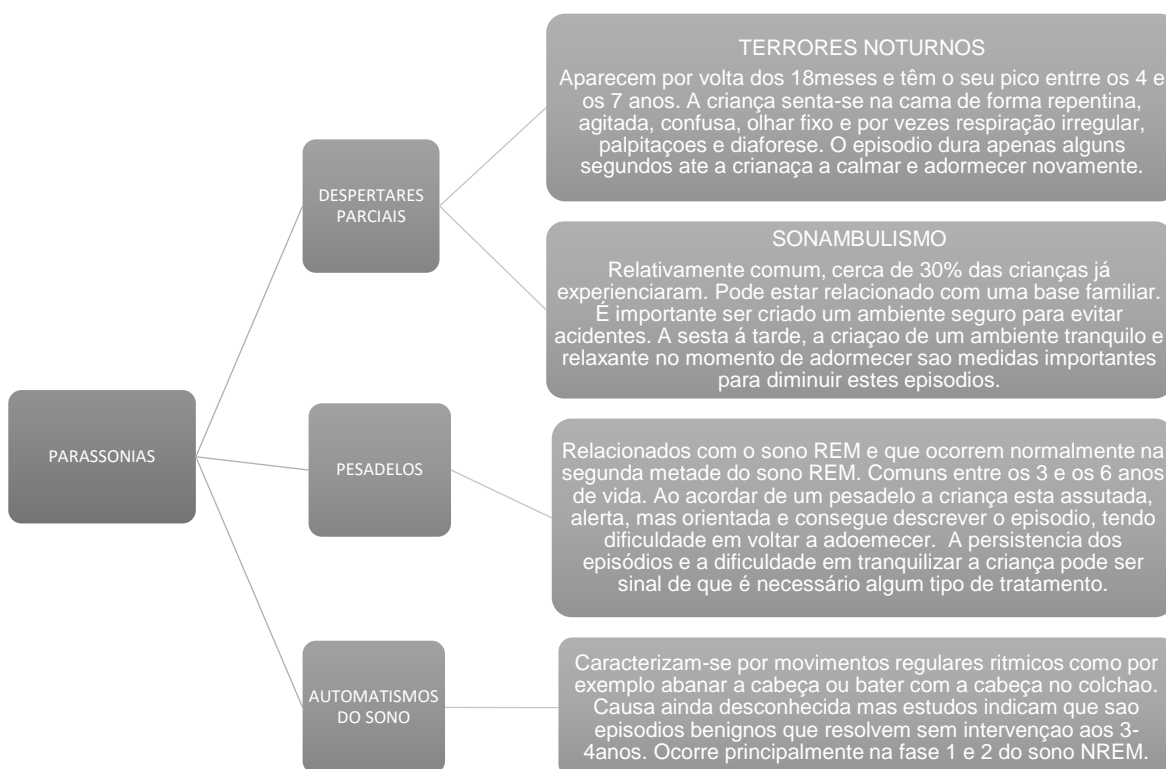 PARASSONIAS
DESPERTARES
PARCIAIS
TERRORES NOTURNOS
Aparecem por volta dos 18meses e têm o seu pico entrre os 4 e
os 7 anos. A criança senta-se na cama de forma repentina,
agitada, confusa, olhar fixo e por vezes respiração irregular,
palpitaçoes e diaforese. O episodio dura apenas alguns
segundos ate a crianaça a calmar e adormecer novamente.
SONAMBULISMO
Relativamente comum, cerca de 30% das crianças já
experienciaram. Pode estar relacionado com uma base familiar.
É importante ser criado um ambiente seguro para evitar
acidentes. A sesta á tarde, a criaçao de um ambiente tranquilo e
relaxante no momento de adormecer sao medidas importantes
para diminuir estes episodios.
PESADELOS
Relacionados com o sono REM e que ocorrem normalmente na
segunda metade do sono REM. Comuns entre os 3 e os 6 anos
de vida. Ao acordar de um pesadelo a criança esta assutada,
alerta, mas orientada e consegue descrever o episodio, tendo
dificuldade em voltar a adoemecer. A persistencia dos
episódios e a dificuldade em tranquilizar a criança pode ser
sinal de que é necessário algum tipo de tratamento.
AUTOMATISMOS
DO SONO
Caracterizam-se por movimentos regulares ritmicos como por
exemplo abanar a cabeça ou bater com a cabeça no colchao.
Causa ainda desconhecida mas estudos indicam que sao
episodios benignos que resolvem sem intervençao aos 3-
4anos. Ocorre principalmente na fase 1 e 2 do sono NREM.